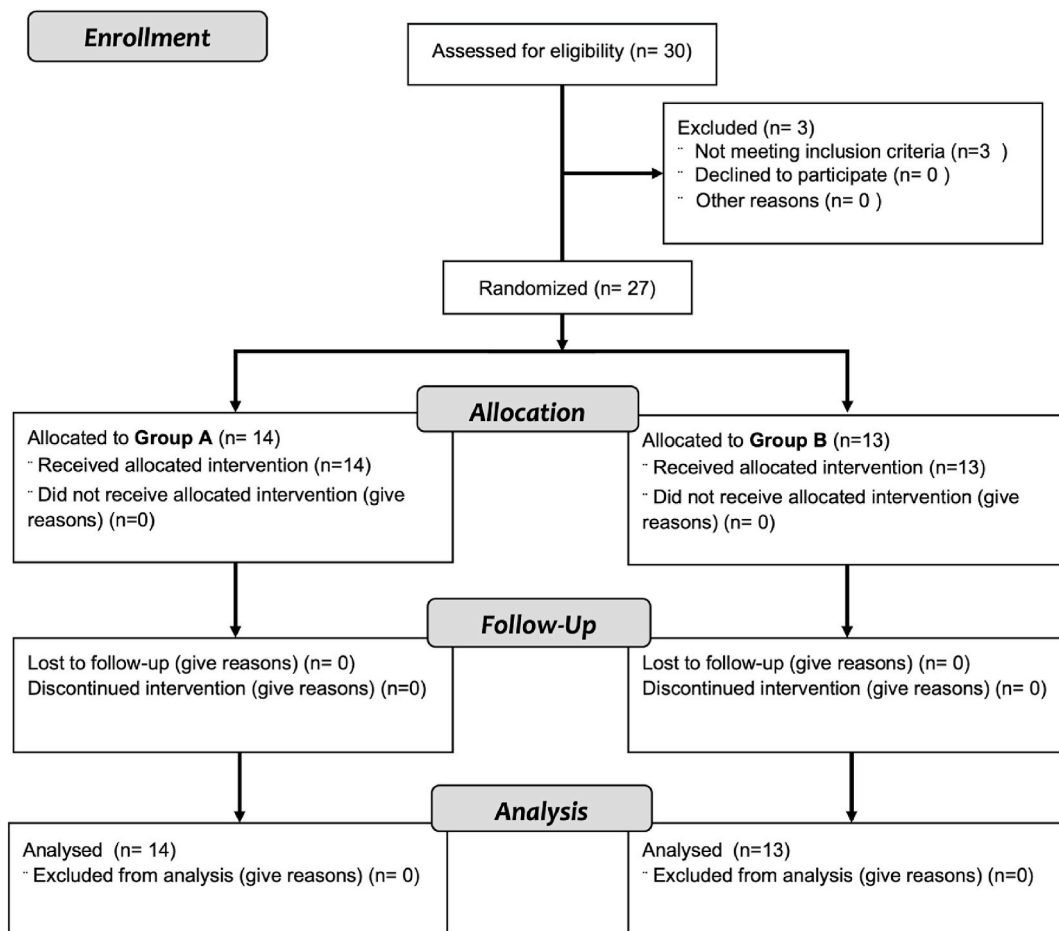 Enrollment
Assessed for eligibility (n= 30)
Excluded (n= 3)
¨ Not meeting inclusion criteria (n=3 )
¨ Declined to participate (n= 0 )
¨ Other reasons (n= 0 )
Randomized (n= 27)
Allocation
Allocated to Group A (n= 14)
¨ Received allocated intervention (n=14)
¨ Did not receive allocated intervention (give
reasons) (n=0)
Allocated to Group B (n=13)
¨ Received allocated intervention (n=13)
¨ Did not receive allocated intervention (give
reasons) (n= 0)
Follow-Up
Lost to follow-up (give reasons) (n= 0)
Discontinued intervention (give reasons) (n=0)
Lost to follow-up (give reasons) (n= 0)
Discontinued intervention (give reasons) (n= 0)
Analysis
Analysed (n= 14)
¨ Excluded from analysis (give reasons) (n= 0)
Analysed (n=13)
¨ Excluded from analysis (give reasons) (n=0)